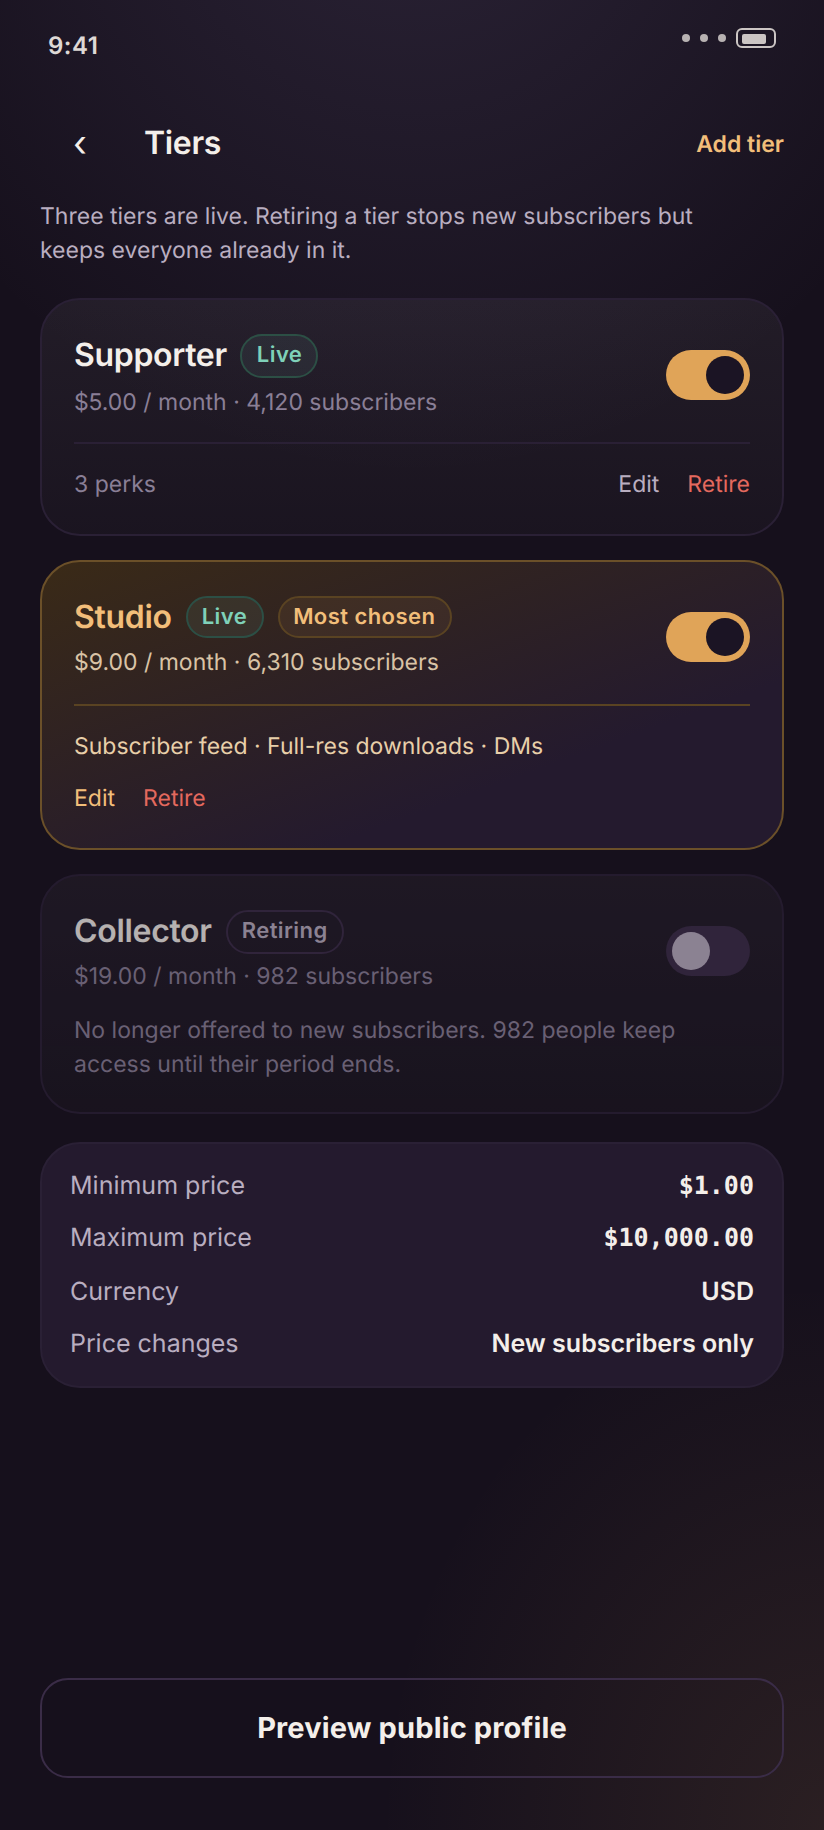 9:41
‹ Tiers Add tier
Three tiers are live. Retiring a tier stops new subscribers but
keeps everyone already in it.
Supporter Live
$5.00 / month · 4,120 subscribers
3 perks Edit Retire
Studio Live Most chosen
$9.00 / month · 6,310 subscribers
Subscriber feed · Full-res downloads · DMs
Edit Retire
Collector Retiring
$19.00 / month · 982 subscribers
No longer offered to new subscribers. 982 people keep
access until their period ends.
Minimum price $1.00
Maximum price $10,000.00
Currency USD
Price changes New subscribers only
Preview public profile